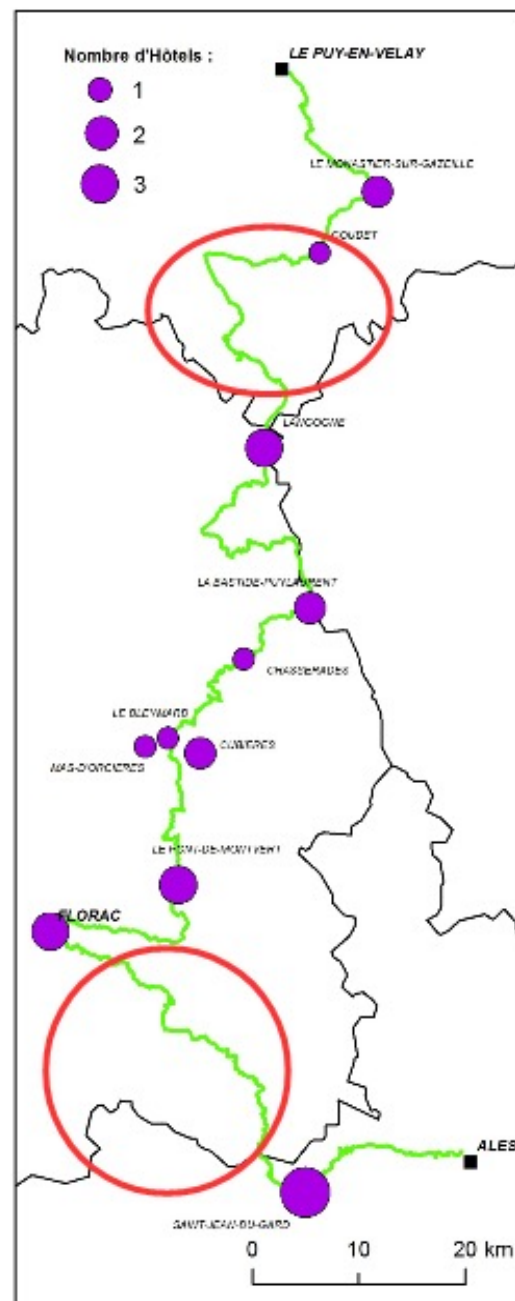 Nombre d'Hôtels :
1
2
3
LE PUY-EN-VELAY
LE MONASTIER-SUR-GAZEILLE
GOUDET
LANGOGNE
LA BASTIDE-PUYLAURENT
CHASSERADES
LE BLEYMARD
CUBIERES
MAS-D'ORCIERES
LE PONT-DE-MONTVERT
FLORAC
ALES
SAINT-JEAN-DU-GARD
0 10 20 km